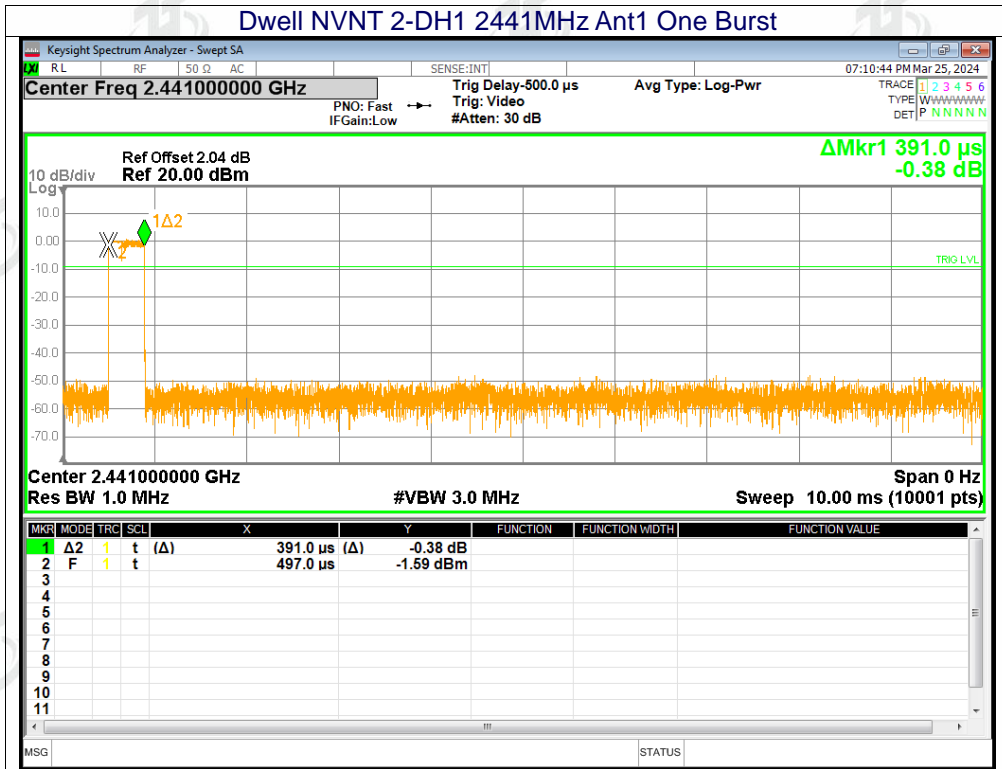 Dwell NVNT 2-DH1 2441MHz Ant1 One Burst
Keysight Spectrum Analyzer - Swept SA
LXI RL RF 50 Ω AC SENSE:INT 07:10:44 PM Mar 25, 2024
Center Freq 2.441000000 GHz Trig Delay-500.0 µs Avg Type: Log-Pwr TRACE 1 2 3 4 5 6
PNO: Fast Trig: Video TYPE WWWWWWW
IFGain:Low #Atten: 30 dB DET P N N N N N
ΔMkr1 391.0 µs
Ref Offset 2.04 dB -0.38 dB
10 dB/div Ref 20.00 dBm
Log
10.0
1Δ2
0.00
2
TRIG LVL
-10.0
-20.0
-30.0
-40.0
-50.0
-60.0
-70.0
Center 2.441000000 GHz Span 0 Hz
Res BW 1.0 MHz #VBW 3.0 MHz Sweep 10.00 ms (10001 pts)
MKR MODE TRC SCL X Y FUNCTION FUNCTION WIDTH FUNCTION VALUE
1 Δ2 1 t (Δ) 391.0 µs (Δ) -0.38 dB
2 F 1 t 497.0 µs -1.59 dBm
3
4
5
6
7
8
9
10
11
MSG STATUS